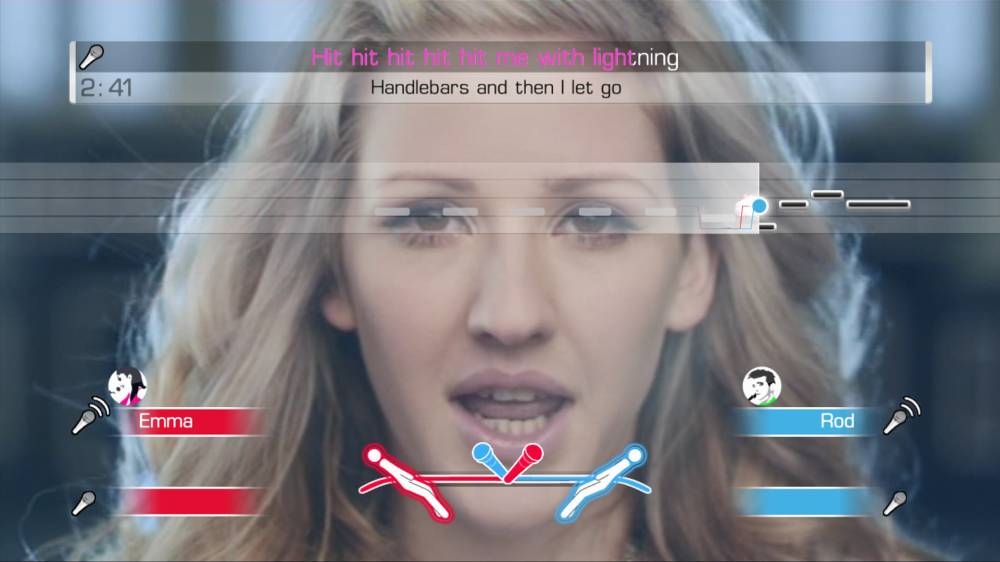 Hit hit hit hit hit me with lightning
2:41
Handlebars and then I let go
Emma
Rod